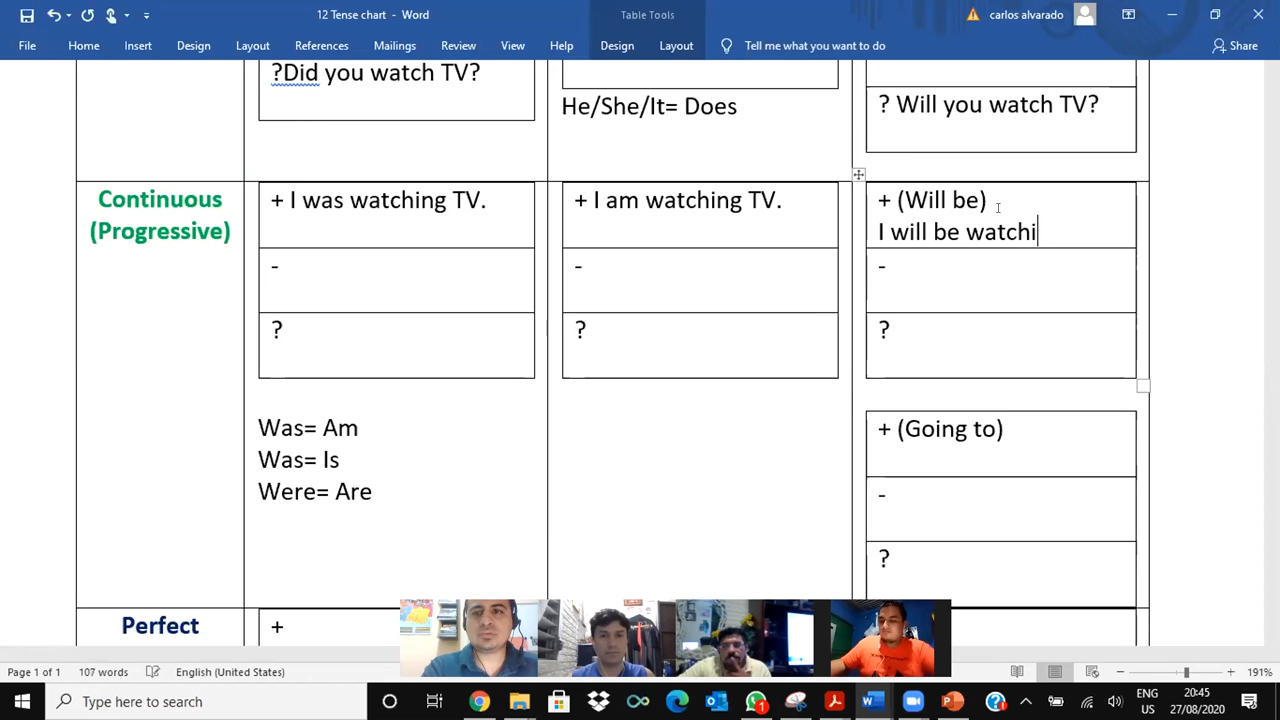 12 Tense chart - Word
Table Tools
carlos alvarado
File Home Insert Design Layout References Mailings Review View Help Design Layout Tell me what you want to do Share
?Did you watch TV?
He/She/It= Does
? Will you watch TV?
Continuous
(Progressive)
+ I was watching TV.
-
?
Was= Am
Was= Is
Were= Are
+ I am watching TV.
-
?
+ (Will be)
I will be watchi
-
?
+ (Going to)
-
?
Perfect
+
Page 1 of 1 107 words English (United States) 191%
Type here to search
1
ENG
US
20:45
27/08/2020